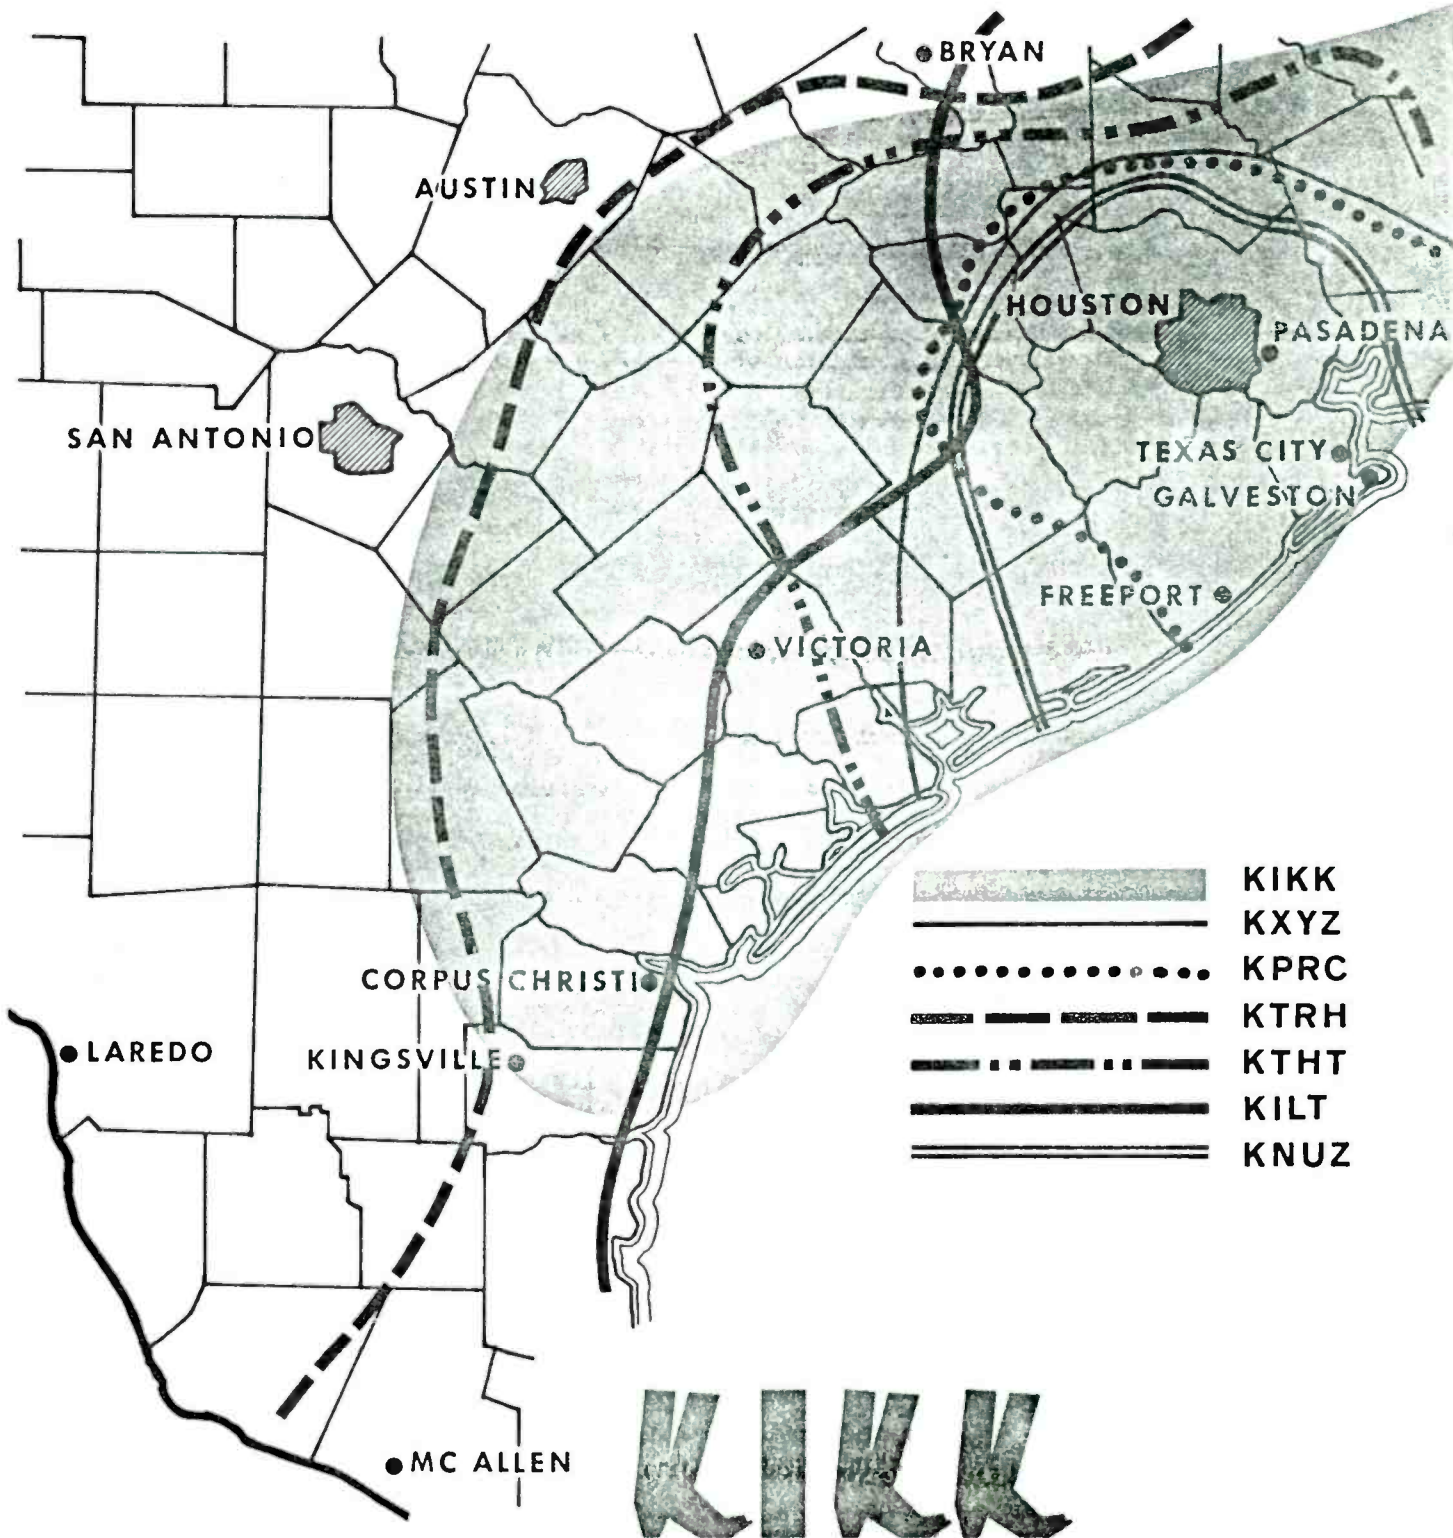 BRYAN
AUSTIN
HOUSTON
PASADENA
SAN ANTONIO
TEXAS CITY
GALVESTON
FREEPORT
VICTORIA
KIKK
KXYZ
KPRC
CORPUS CHRISTI
KTRH
LAREDO
KINGSVILLE
KTHT
KILT
KNUZ
MC ALLEN
KIKK